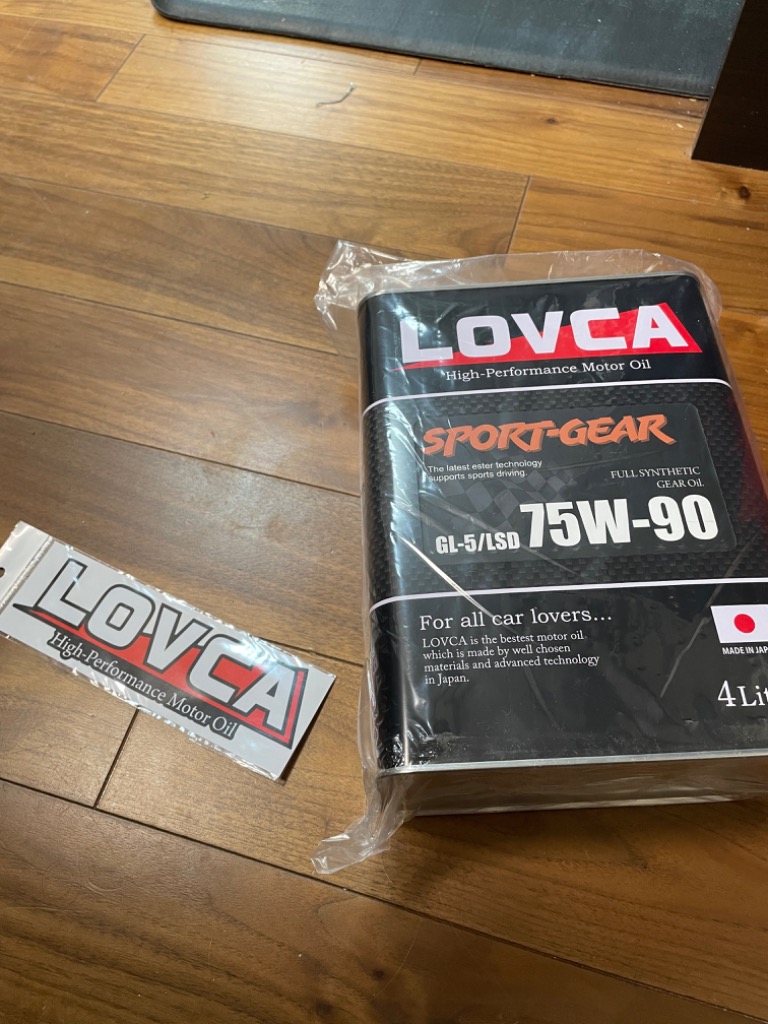 LOVCA
High-Performance Motor Oil
SPORT-GEAR
The latest ester technology
supports sports driving.
FULL SYNTHETIC
GEAR OIL.
GL-5/LSD 75W-90
For all car lovers...
LOVCA is the bestest motor oil
which is made by well chosen
materials and advanced technology
in Japan.
MADE IN JAP
4Lit
LOVCA
High-Performance Motor Oil